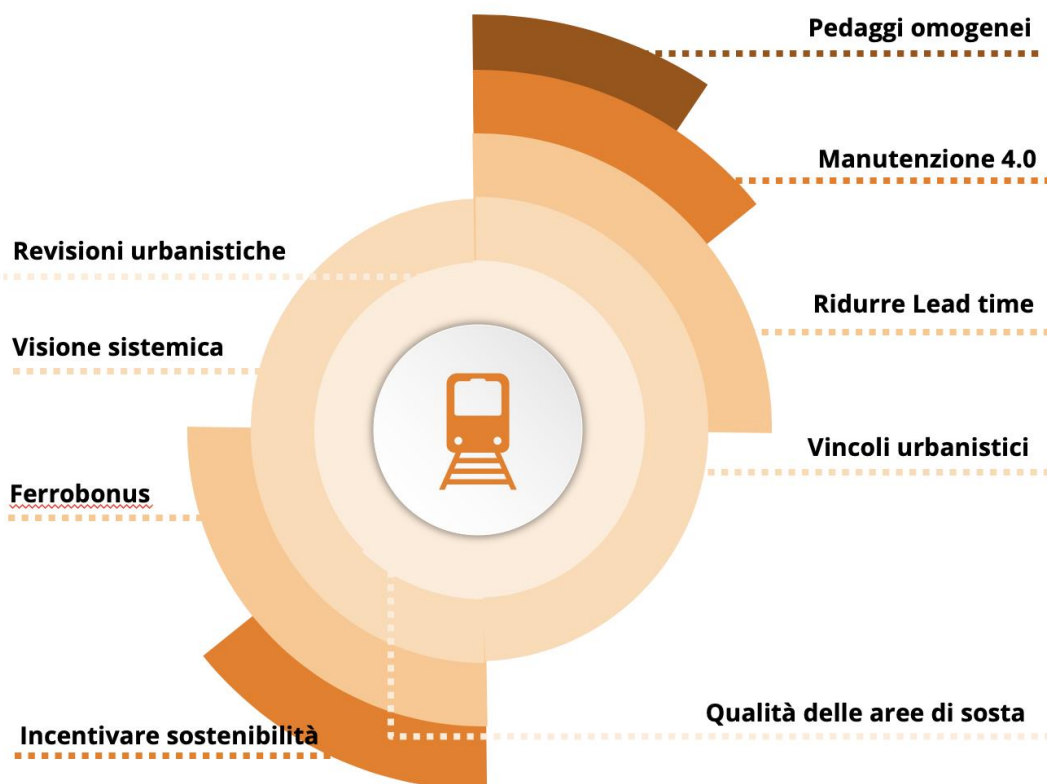 Pedaggi omogenei
Manutenzione 4.0
Revisioni urbanistiche
Ridurre Lead time
Visione sistemica
Vincoli urbanistici
Ferrobonus
Qualità delle aree di sosta
Incentivare sostenibilità